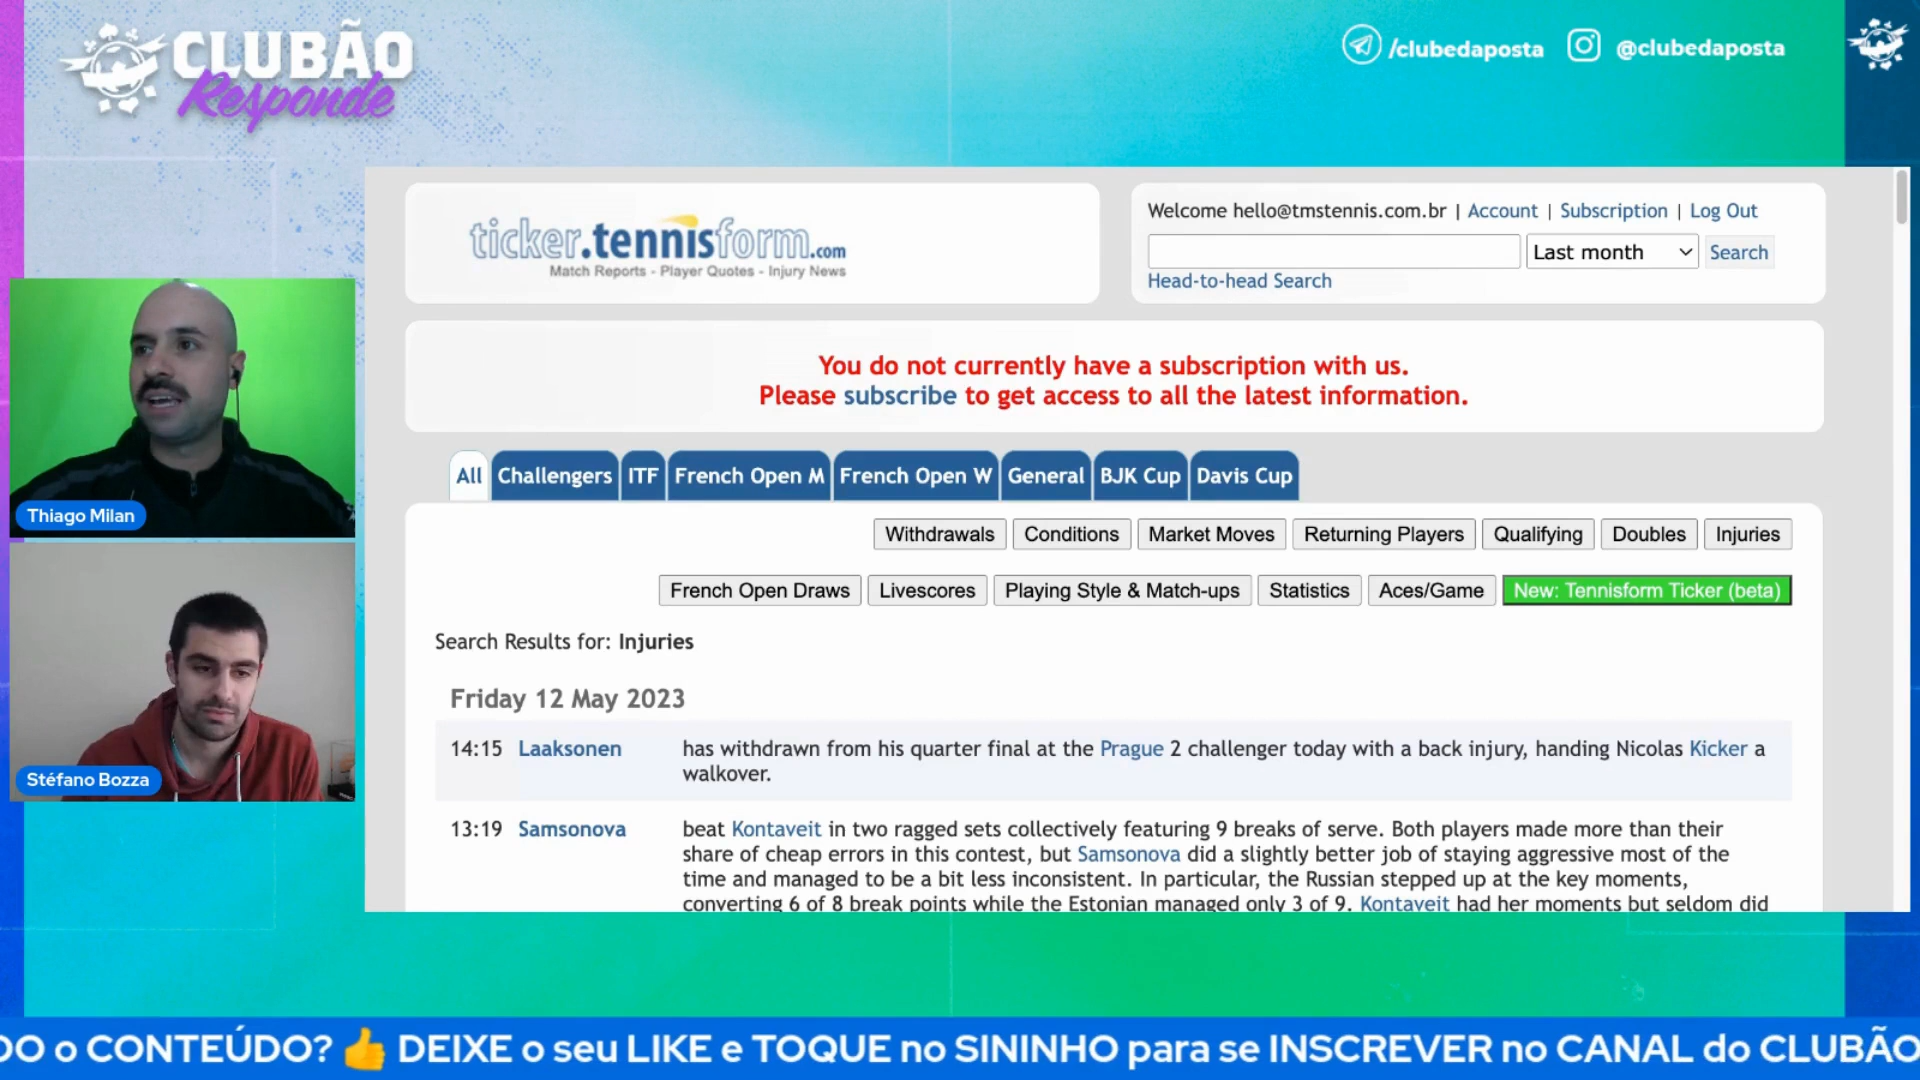 CLUBÃO
Responde
/clubedaposta
@clubedaposta
ticker.tennisform.com
Match Reports - Player Quotes - Injury News
Welcome hello@tmstennis.com.br | Account | Subscription | Log Out
Last month
Search
Head-to-head Search
You do not currently have a subscription with us.
Please subscribe to get access to all the latest information.
All Challengers ITF French Open M French Open W General BJK Cup Davis Cup
Withdrawals Conditions Market Moves Returning Players Qualifying Doubles Injuries
French Open Draws Livescores Playing Style & Match-ups Statistics Aces/Game New: Tennisform Ticker (beta)
Search Results for: Injuries
Friday 12 May 2023
14:15 Laaksonen has withdrawn from his quarter final at the Prague 2 challenger today with a back injury, handing Nicolas Kicker a
walkover.
13:19 Samsonova beat Kontaveit in two ragged sets collectively featuring 9 breaks of serve. Both players made more than their
share of cheap errors in this contest, but Samsonova did a slightly better job of staying aggressive most of the
time and managed to be a bit less inconsistent. In particular, the Russian stepped up at the key moments,
converting 6 of 8 break points while the Estonian managed only 3 of 9. Kontaveit had her moments but seldom did
Thiago Milan
Stéfano Bozza
DO o CONTEÚDO? 👍 DEIXE o seu LIKE e TOQUE no SININHO para se INSCREVER no CANAL do CLUBÃO